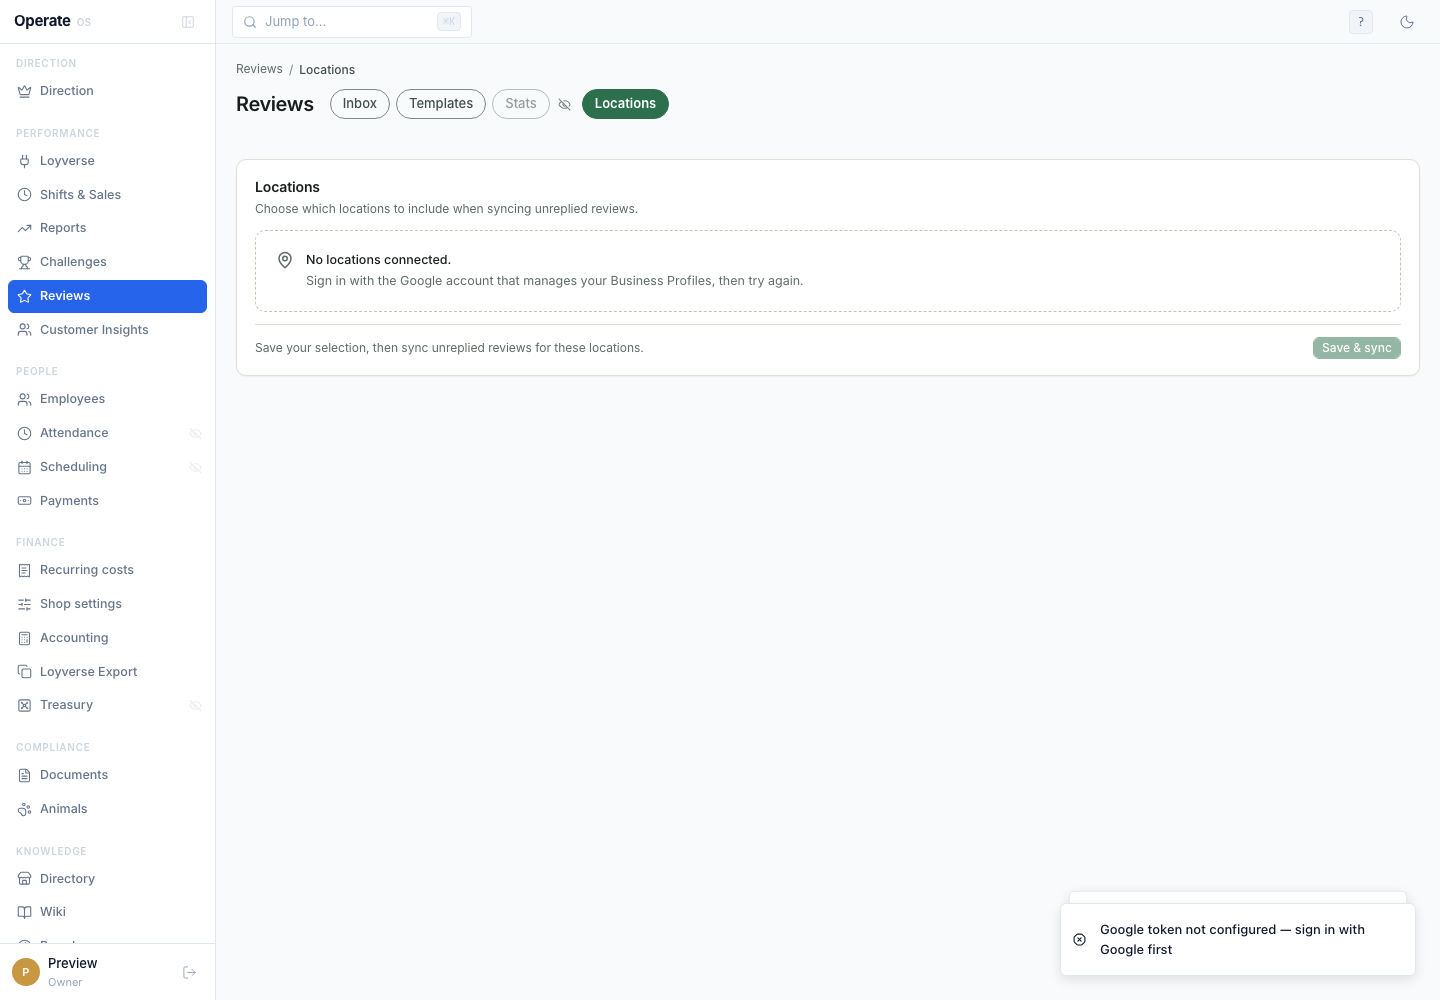 Operate OS
Jump to...
⌘K
?
DIRECTION
Direction
PERFORMANCE
Loyverse
Shifts & Sales
Reports
Challenges
Reviews
Customer Insights
PEOPLE
Employees
Attendance
Scheduling
Payments
FINANCE
Recurring costs
Shop settings
Accounting
Loyverse Export
Treasury
COMPLIANCE
Documents
Animals
KNOWLEDGE
Directory
Wiki
P
Preview
Owner
Reviews / Locations
Reviews
Inbox
Templates
Stats
Locations
Locations
Choose which locations to include when syncing unreplied reviews.
No locations connected.
Sign in with the Google account that manages your Business Profiles, then try again.
Save your selection, then sync unreplied reviews for these locations.
Save & sync
Google token not configured — sign in with
Google first